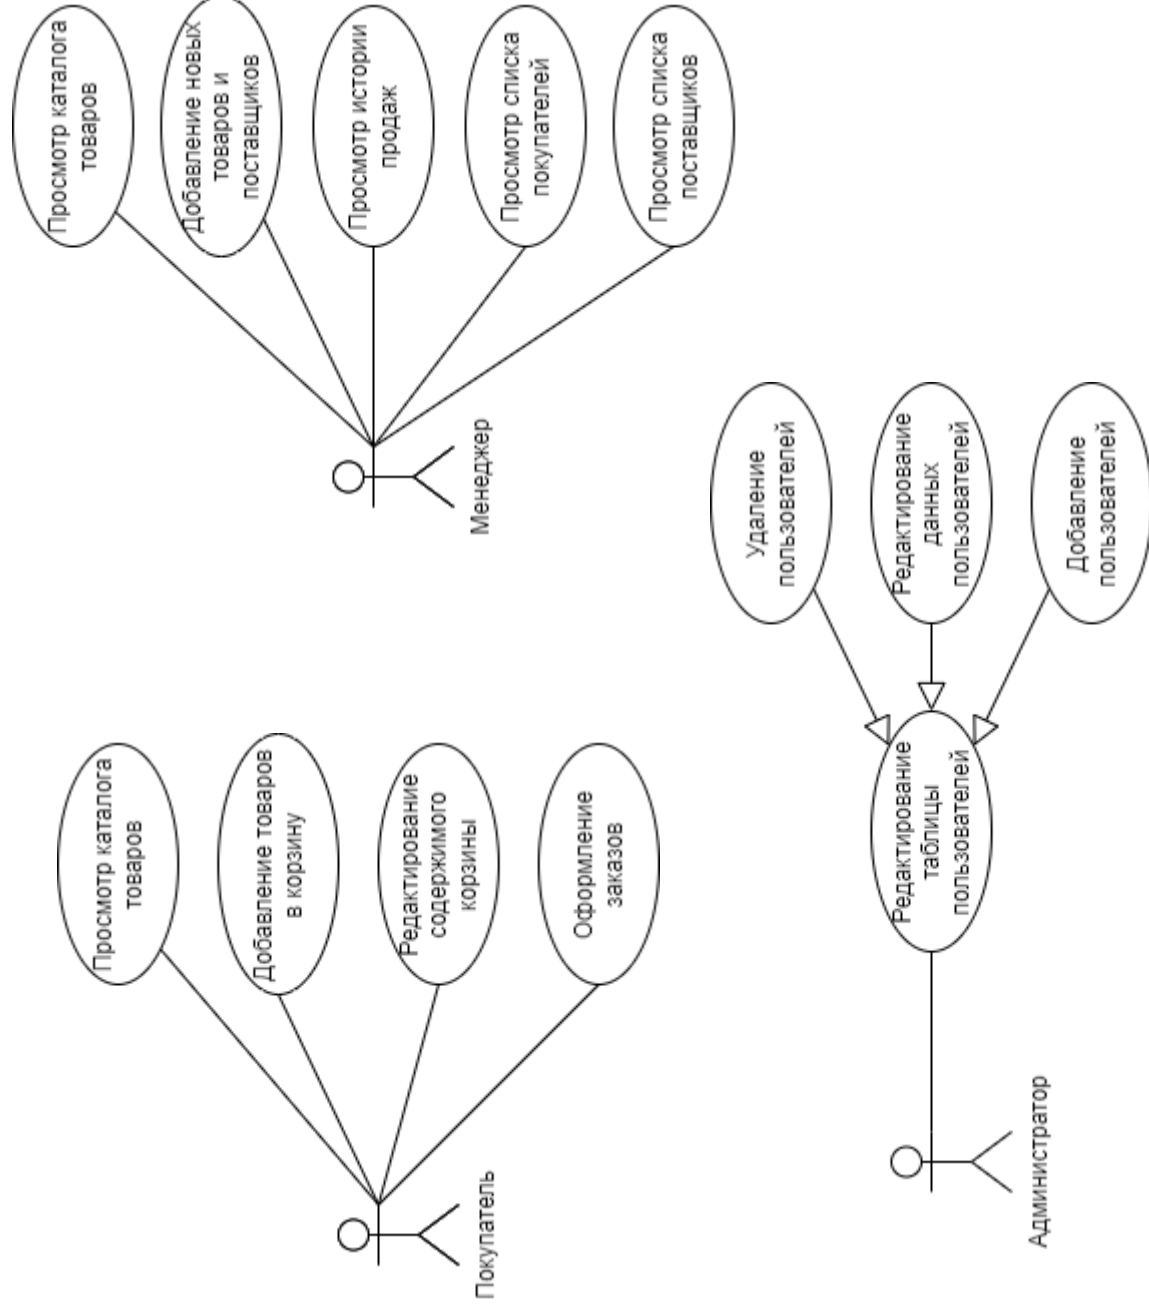 Просмотр каталога
товаров
Добавление товаров
в корзину
Редактирование
содержимого
корзины
Оформление
заказов
Покупатель
Просмотр каталога
товаров
Добавление новых
товаров и
поставщиков
Просмотр истории
продаж
Просмотр списка
покупателей
Просмотр списка
поставщиков
Менеджер
Удаление
пользователей
Редактирование
данных
пользователей
Добавление
пользователей
Редактирование
таблицы
пользователей
Администратор